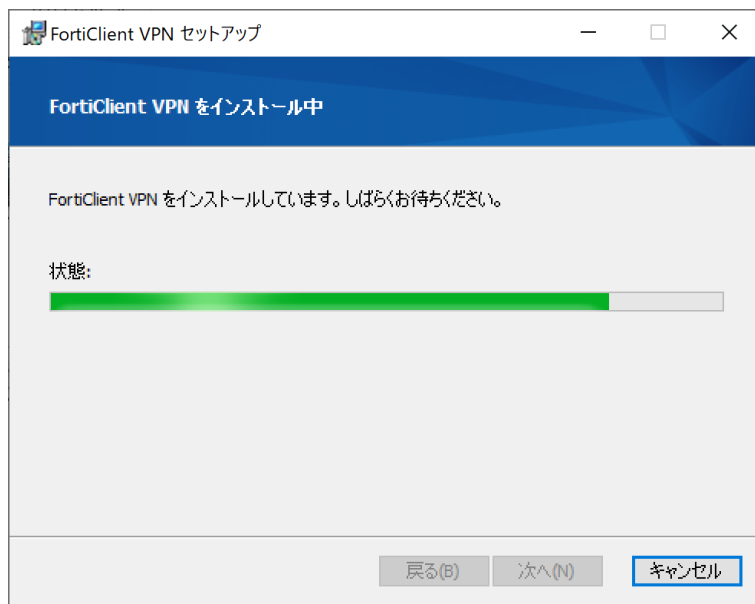 FortiClient VPN セットアップ
FortiClient VPN をインストール中
FortiClient VPN をインストールしています。しばらくお待ちください。
状態:
戻る(B) 次へ(N) キャンセル